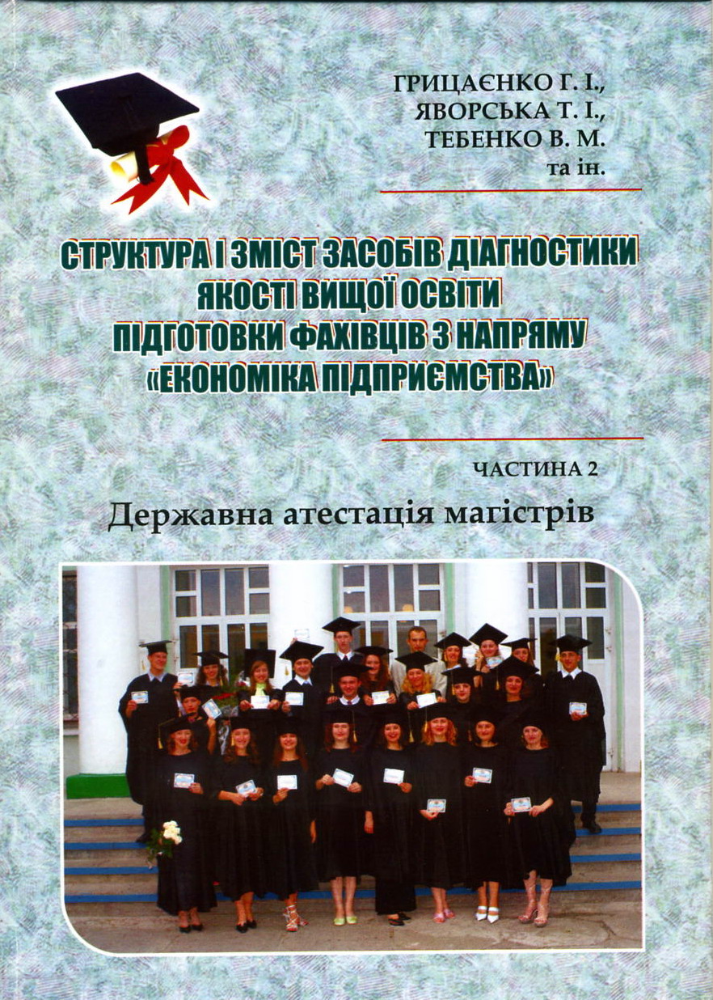 ГРИЦАЄНКО Г. І.,
ЯВОРСЬКА Т. І.,
ТЕБЕНКО В. М.
та ін.
СТРУКТУРА І ЗМІСТ ЗАСОБІВ ДІАГНОСТИКИ
ЯКОСТІ ВИЩОЇ ОСВІТИ
ПІДГОТОВКИ ФАХІВЦІВ З НАПРЯМУ
«ЕКОНОМІКА ПІДПРИЄМСТВА»
ЧАСТИНА 2
Державна атестація магістрів